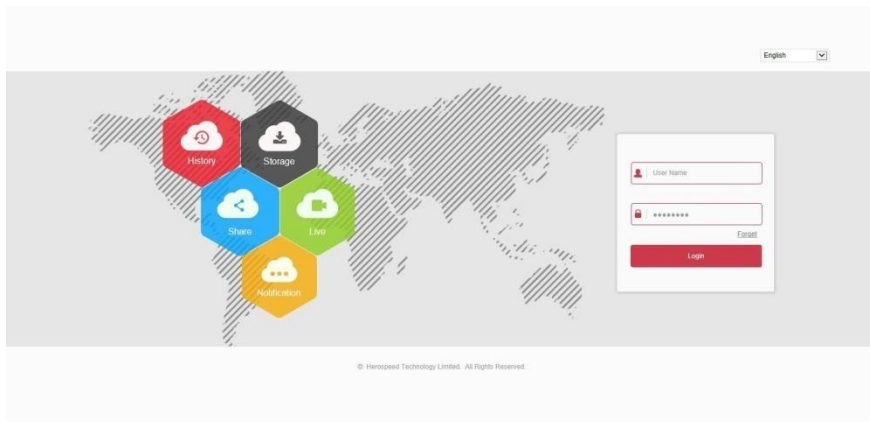 English
History
Storage
Share
Live
Notification
User Name
Forget
Login
© Herospeed Technology Limited. All Rights Reserved.